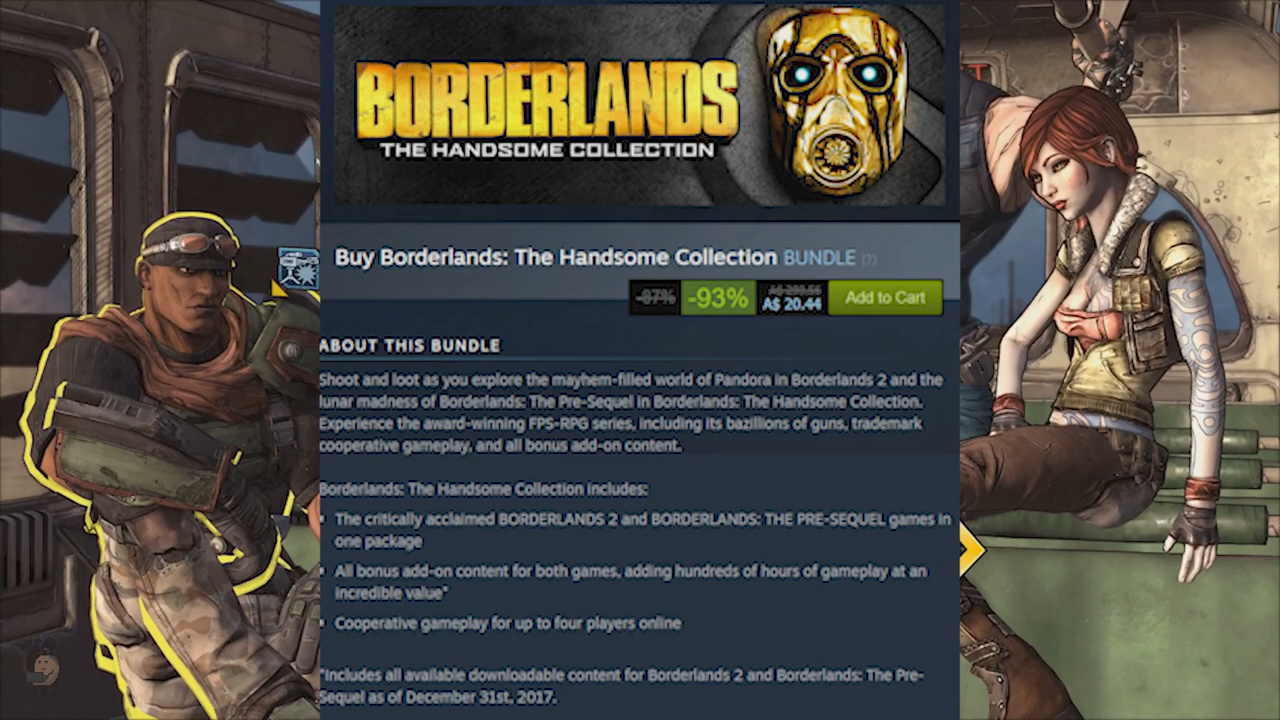 BORDERLANDS
THE HANDSOME COLLECTION
Buy Borderlands: The Handsome Collection BUNDLE (?)
-87% -93% A$ 20.44 Add to Cart
ABOUT THIS BUNDLE
Shoot and loot as you explore the mayhem-filled world of Pandora in Borderlands 2 and the
lunar madness of Borderlands: The Pre-Sequel in Borderlands: The Handsome Collection.
Experience the award-winning FPS-RPG series, including its bazillions of guns, trademark
cooperative gameplay, and all bonus add-on content.
Borderlands: The Handsome Collection includes:
The critically acclaimed BORDERLANDS 2 and BORDERLANDS: THE PRE-SEQUEL games in
one package
All bonus add-on content for both games, adding hundreds of hours of gameplay at an
incredible value*
Cooperative gameplay for up to four players online
*Includes all available downloadable content for Borderlands 2 and Borderlands: The Pre-
Sequel as of December 31st, 2017.